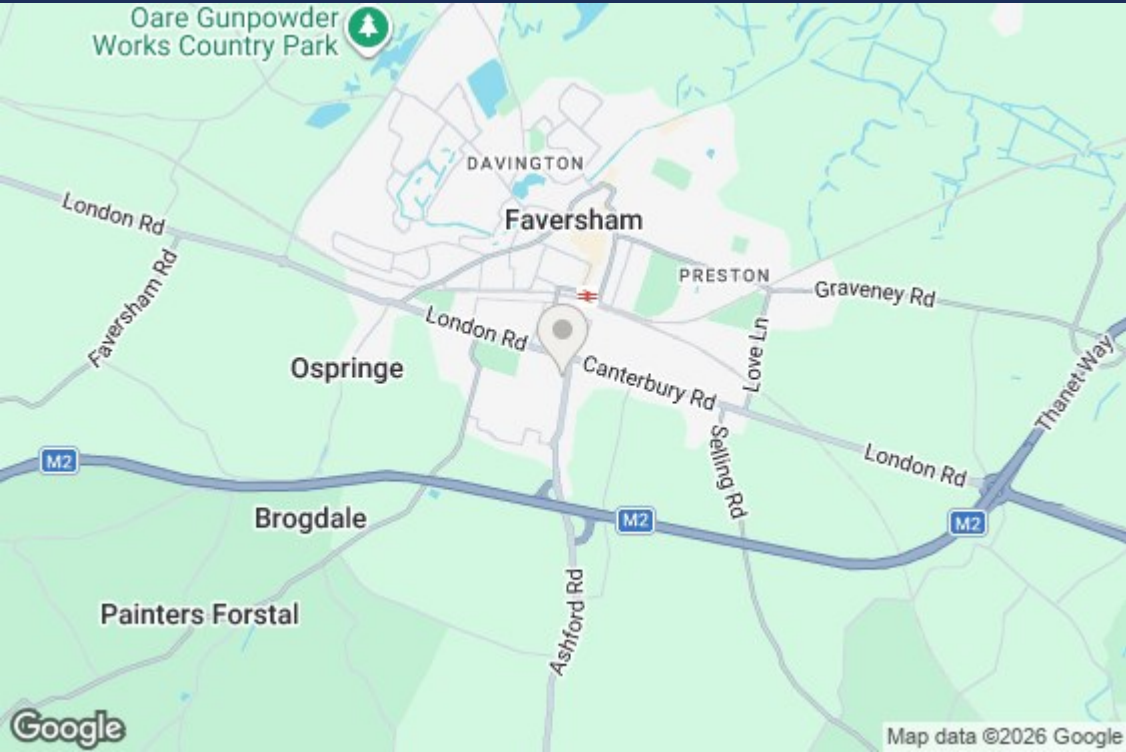 Oare Gunpowder
Works Country Park
DAVINGTON
London Rd
Faversham
PRESTON
Graveney Rd
Faversham Rd
London Rd
Love Ln
Thanet Way
Ospringe
Canterbury Rd
Selling Rd
London Rd
M2
Brogdale
M2
M2
Painters Forstal
Ashford Rd
Google
Map data ©2026 Google